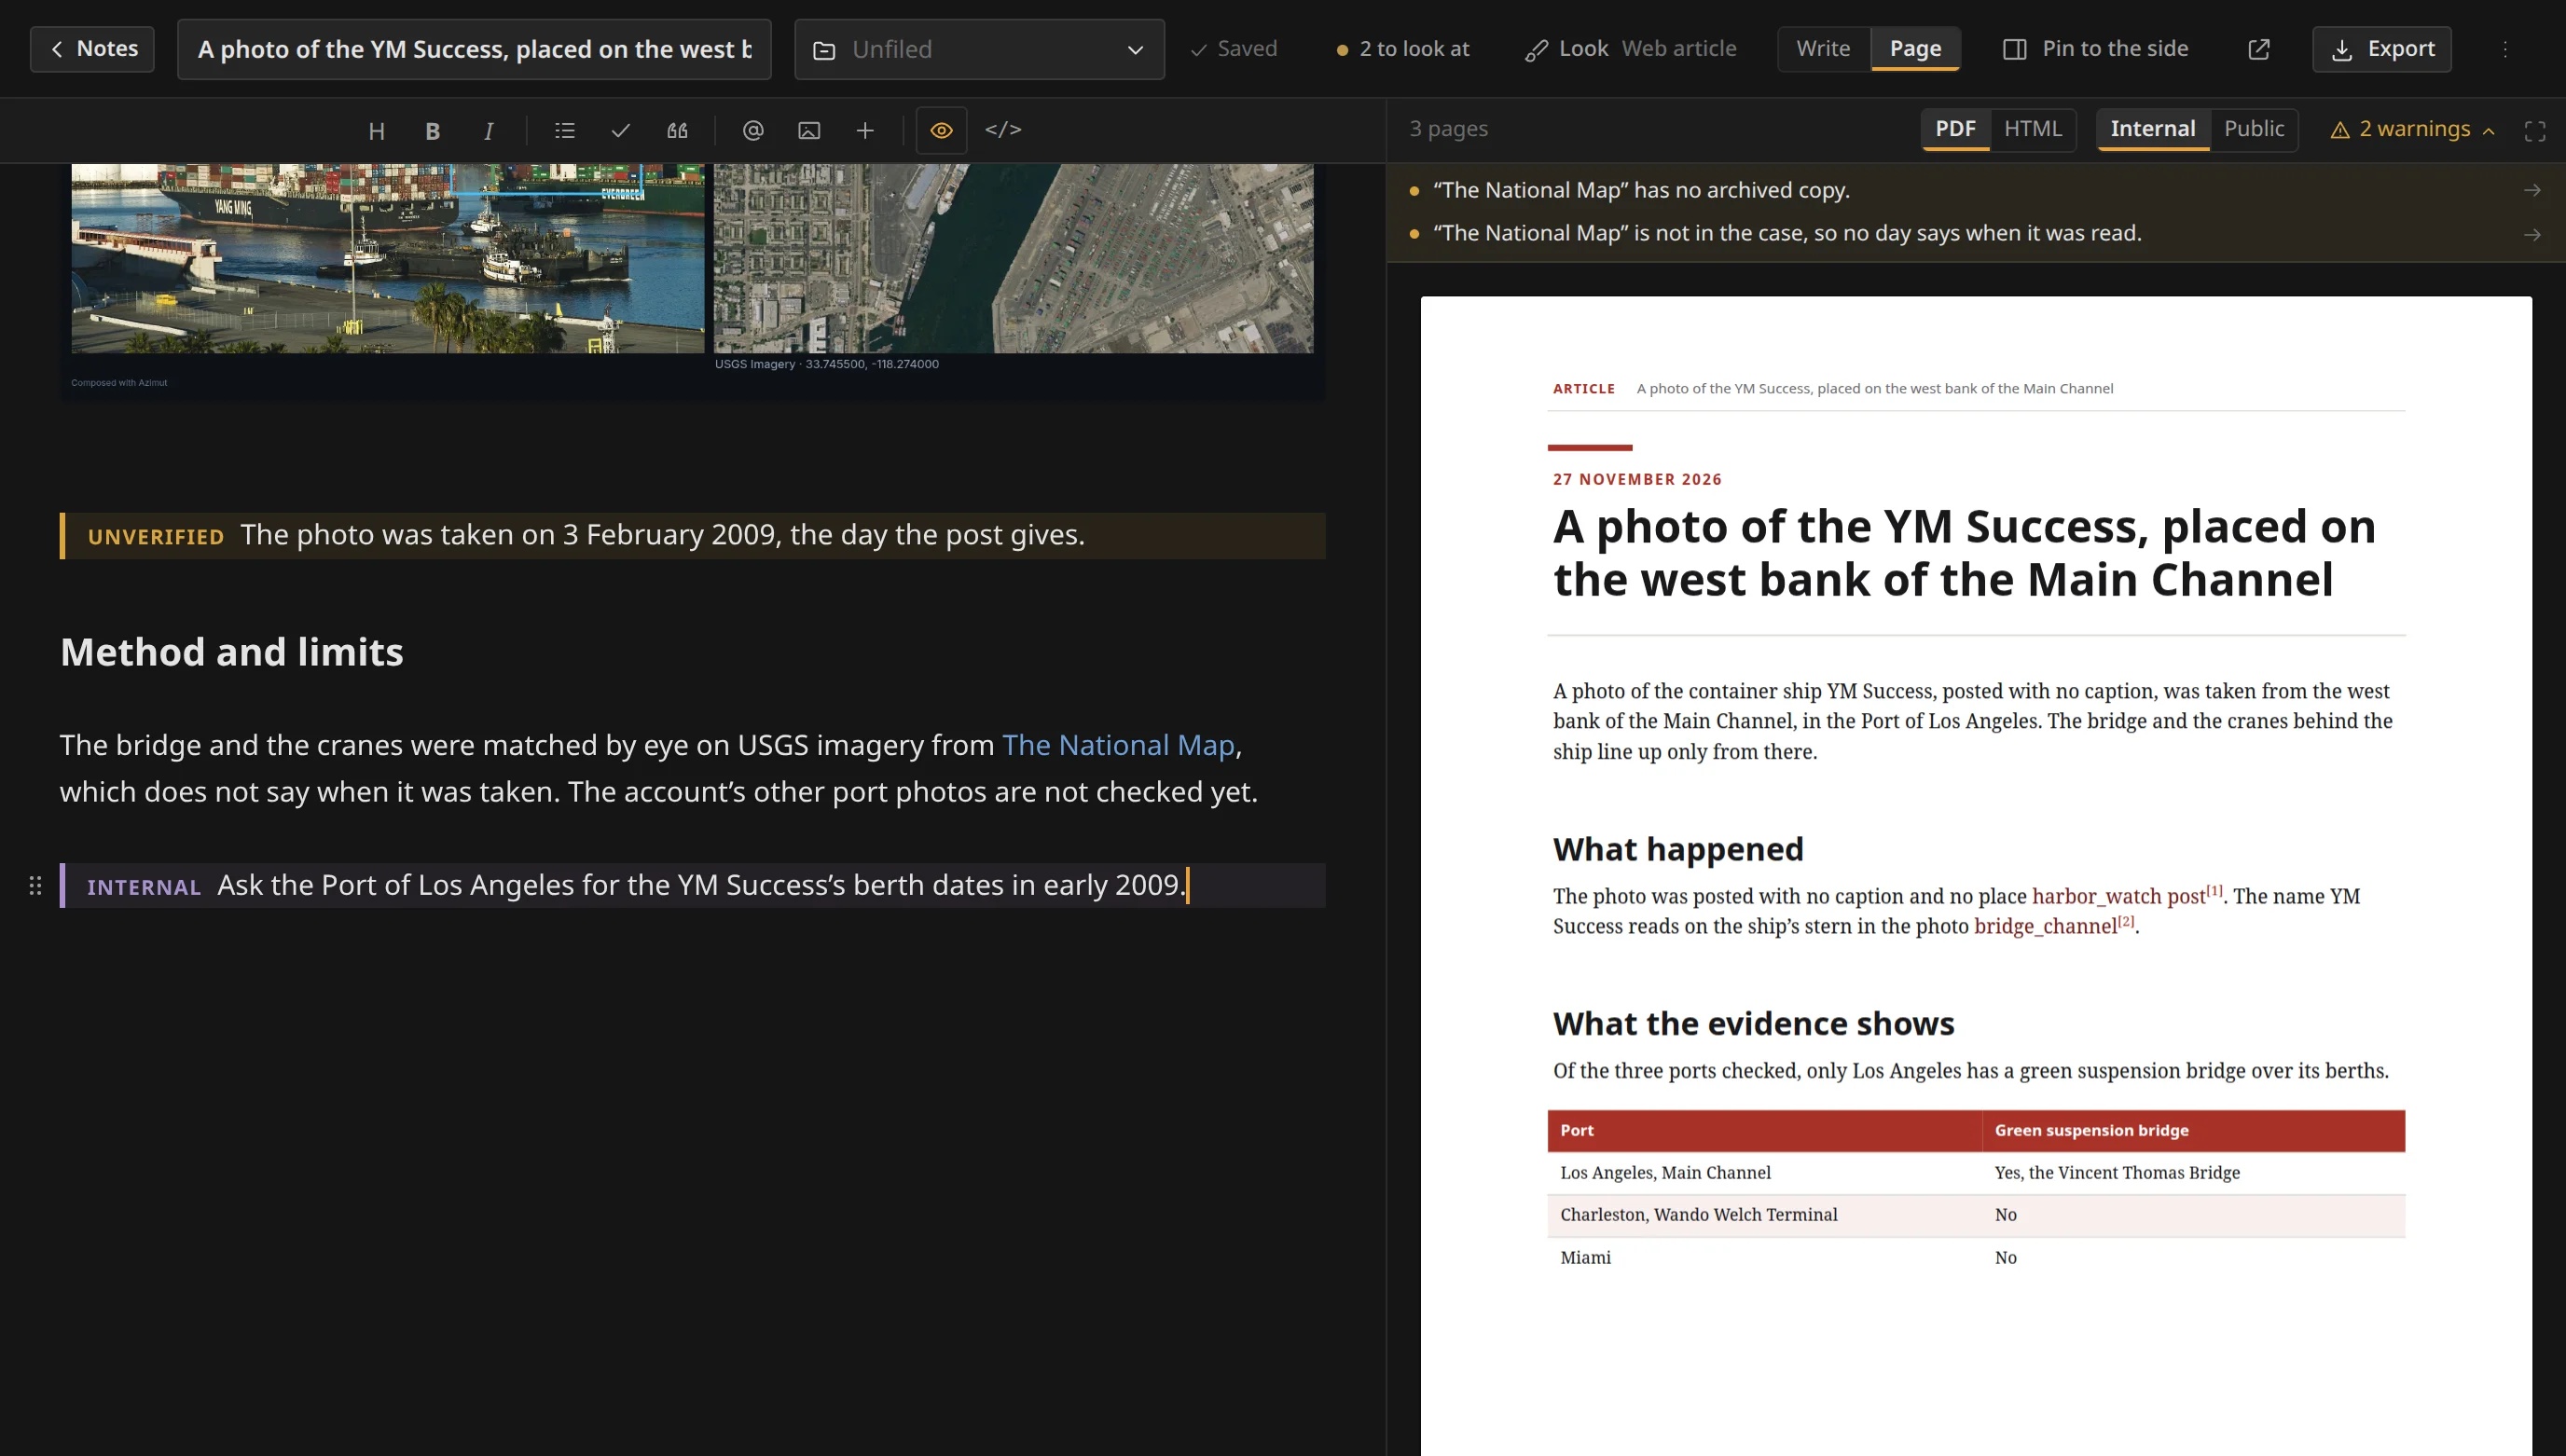 Notes
A photo of the YM Success, placed on the west b
Unfiled
Saved
2 to look at
Look Web article
Write Page
Pin to the side
Export
H B I
@ </>
3 pages
PDF HTML
Internal Public
2 warnings
YANG MING
EVERGREEN
USGS Imagery · 33.745500, -118.274000
Composed with Azimut
UNVERIFIED The photo was taken on 3 February 2009, the day the post gives.
Method and limits
The bridge and the cranes were matched by eye on USGS imagery from The National Map,
which does not say when it was taken. The account’s other port photos are not checked yet.
INTERNAL Ask the Port of Los Angeles for the YM Success’s berth dates in early 2009.
“The National Map” has no archived copy.
“The National Map” is not in the case, so no day says when it was read.
ARTICLE A photo of the YM Success, placed on the west bank of the Main Channel
27 NOVEMBER 2026
A photo of the YM Success, placed on
the west bank of the Main Channel
A photo of the container ship YM Success, posted with no caption, was taken from the west
bank of the Main Channel, in the Port of Los Angeles. The bridge and the cranes behind the
ship line up only from there.
What happened
The photo was posted with no caption and no place harbor_watch post[1]. The name YM
Success reads on the ship’s stern in the photo bridge_channel[2].
What the evidence shows
Of the three ports checked, only Los Angeles has a green suspension bridge over its berths.
Port Green suspension bridge
Los Angeles, Main Channel Yes, the Vincent Thomas Bridge
Charleston, Wando Welch Terminal No
Miami No